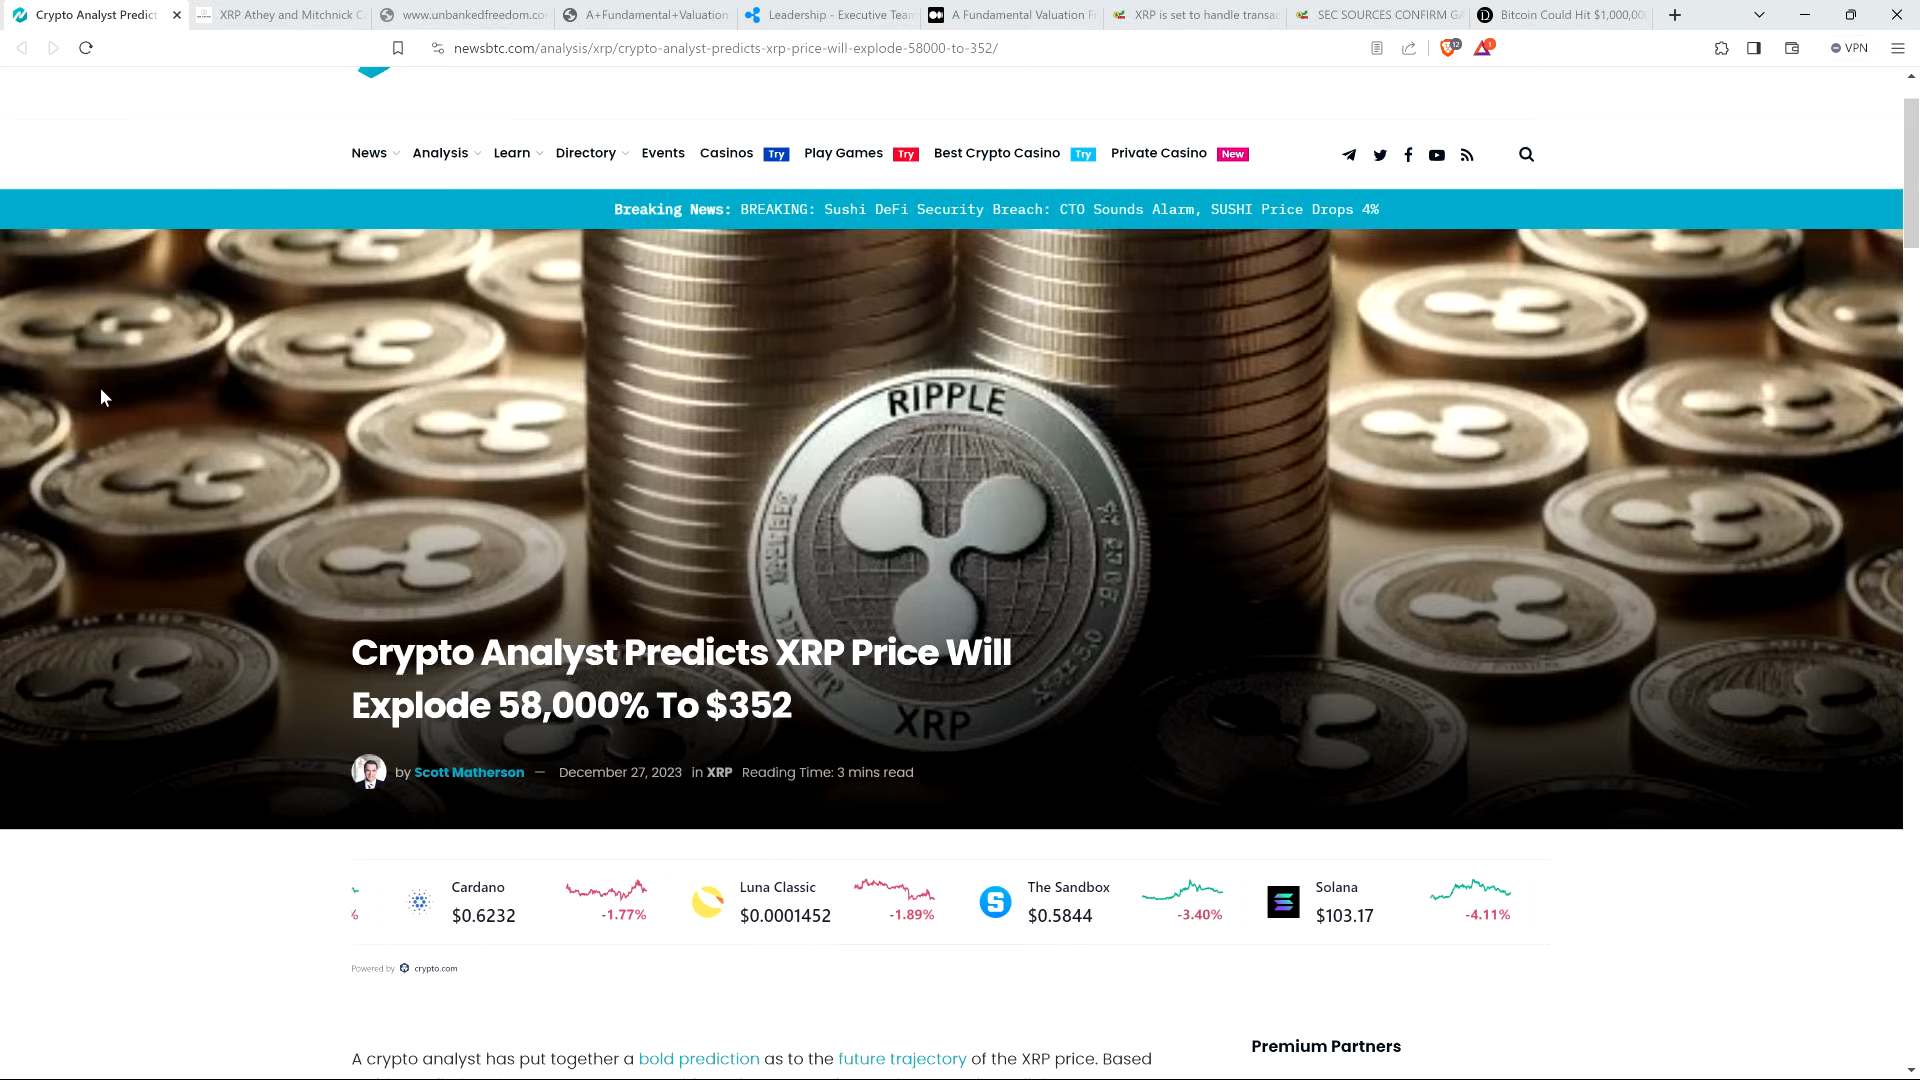 Crypto Analyst Predict
XRP Athey and Mitchnick C
www.unbankedfreedom.co
A+Fundamental+Valuation
Leadership - Executive Tea
A Fundamental Valuation F
XRP is set to handle transac
SEC SOURCES CONFIRM GA
Bitcoin Could Hit $1,000,00
newsbtc.com/analysis/xrp/crypto-analyst-predicts-xrp-price-will-explode-58000-to-352/
12
1
VPN
News Analysis Learn Directory Events Casinos Try Play Games Try Best Crypto Casino Try Private Casino New
Breaking News: BREAKING: Sushi DeFi Security Breach: CTO Sounds Alarm, SUSHI Price Drops 4%
RIPPLE
XRP
Crypto Analyst Predicts XRP Price Will
Explode 58,000% To $352
by Scott Matherson — December 27, 2023 in XRP Reading Time: 3 mins read
%
Cardano
$0.6232
-1.77%
Luna Classic
$0.0001452
-1.89%
The Sandbox
$0.5844
-3.40%
Solana
$103.17
-4.11%
Powered by crypto.com
A crypto analyst has put together a bold prediction as to the future trajectory of the XRP price. Based
Premium Partners